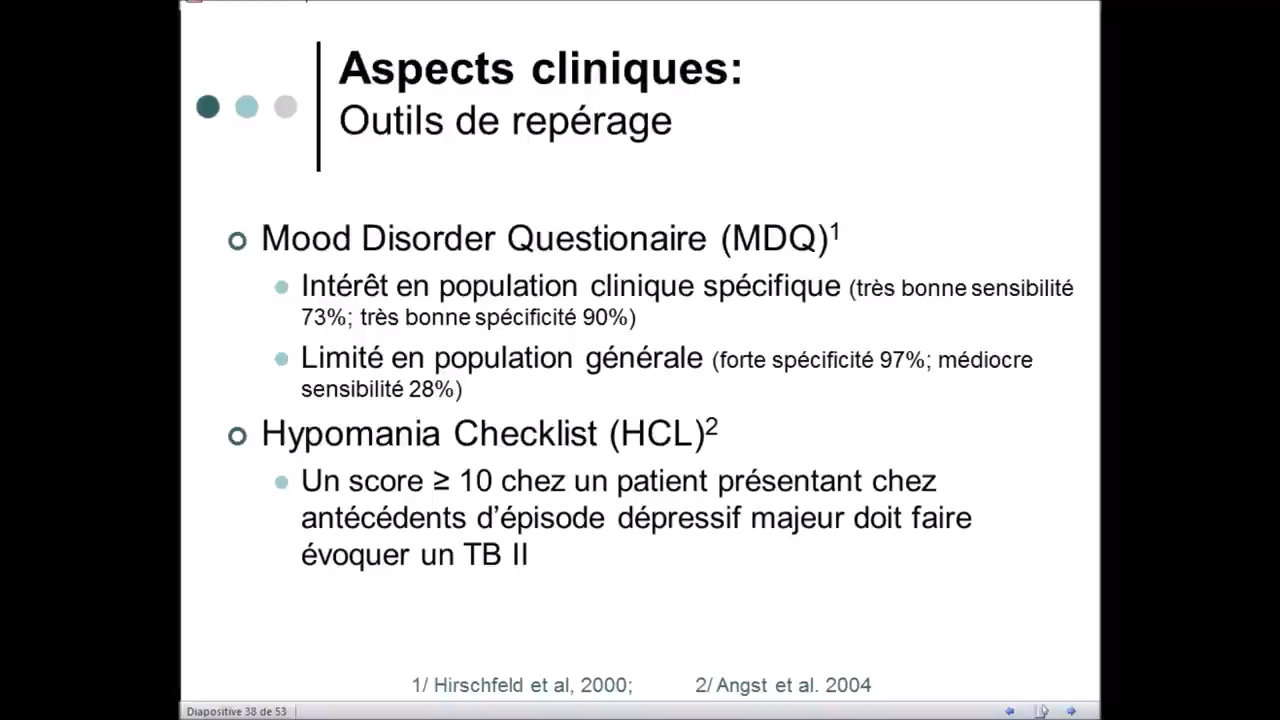 Aspects cliniques:
Outils de repérage
Mood Disorder Questionaire (MDQ)1
Intérêt en population clinique spécifique (très bonne sensibilité
73%; très bonne spécificité 90%)
Limité en population générale (forte spécificité 97%; médiocre
sensibilité 28%)
Hypomania Checklist (HCL)2
Un score ≥ 10 chez un patient présentant chez
antécédents d’épisode dépressif majeur doit faire
évoquer un TB II
1/ Hirschfeld et al, 2000; 2/ Angst et al. 2004
Diapositive 38 de 53